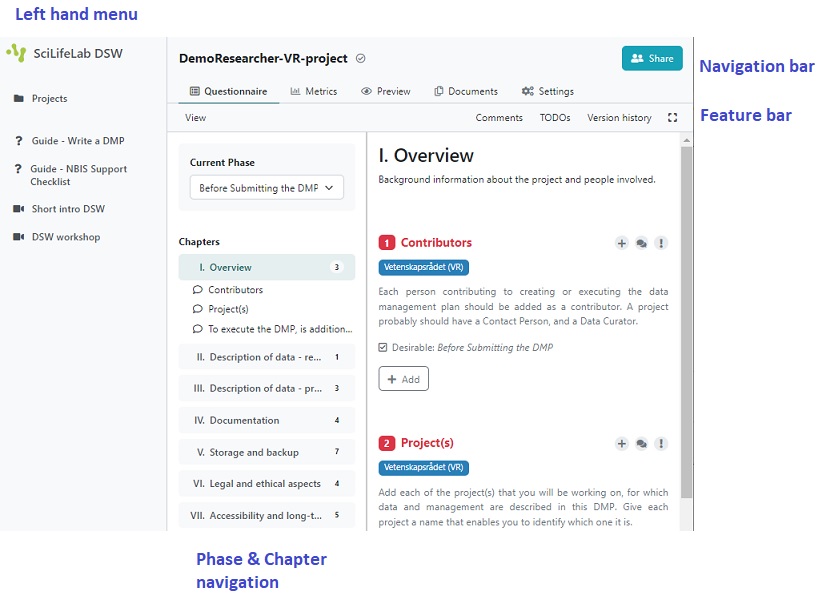 Left hand menu
SciLifeLab DSW
Projects
? Guide - Write a DMP
? Guide - NBIS Support
Checklist
Short intro DSW
DSW workshop
DemoResearcher-VR-project
Share
Navigation bar
Questionnaire Metrics Preview Documents Settings
Feature bar
View Comments TODOs Version history
Current Phase
Before Submitting the DMP
Chapters
I. Overview 3
Contributors
Project(s)
To execute the DMP, is addition...
II. Description of data - re... 1
III. Description of data - pr... 3
IV. Documentation 4
V. Storage and backup 7
VI. Legal and ethical aspects 4
VII. Accessibility and long-t... 5
I. Overview
Background information about the project and people involved.
1 Contributors + !
Vetenskapsrådet (VR)
Each person contributing to creating or executing the data
management plan should be added as a contributor. A project
probably should have a Contact Person, and a Data Curator.
Desirable: Before Submitting the DMP
+ Add
2 Project(s) + !
Vetenskapsrådet (VR)
Add each of the project(s) that you will be working on, for which
data and management are described in this DMP. Give each
project a name that enables you to identify which one it is.
Phase & Chapter
navigation